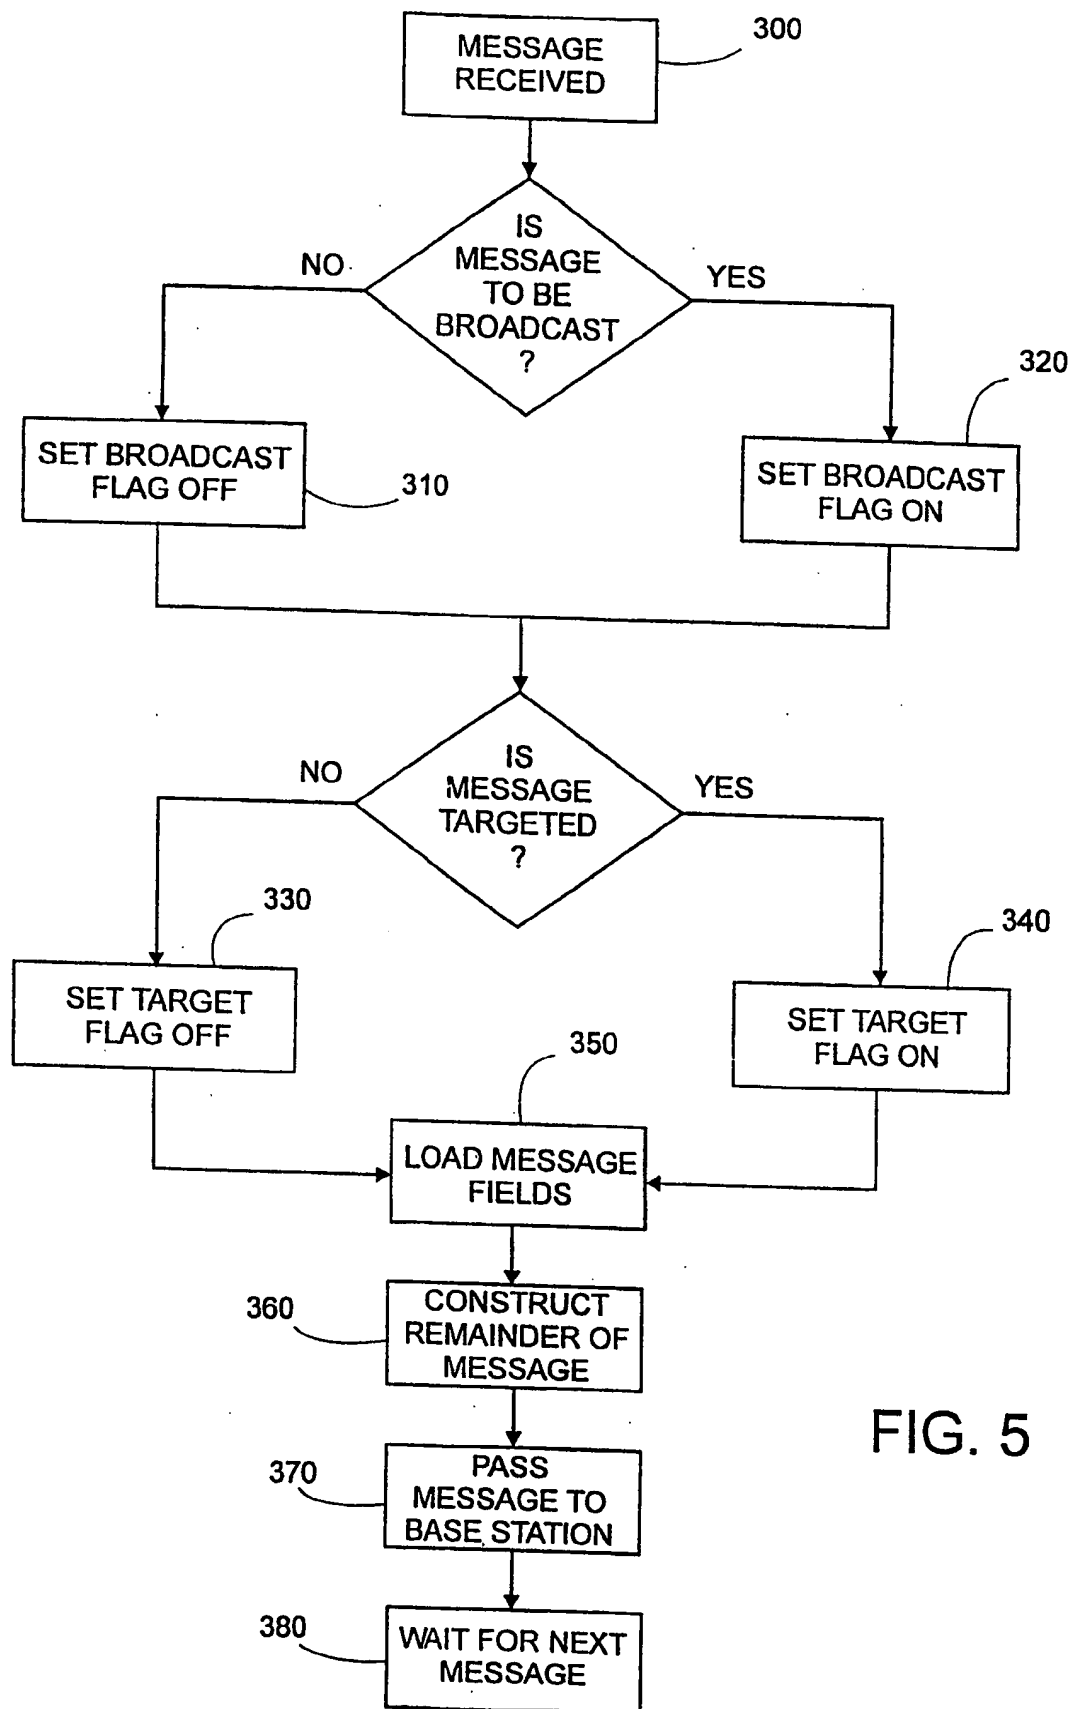 MESSAGE
RECEIVED
300
IS
MESSAGE
TO BE
BROADCAST
?
NO
YES
320
SET BROADCAST
FLAG OFF
310
SET BROADCAST
FLAG ON
IS
MESSAGE
TARGETED
?
NO
YES
330
340
SET TARGET
FLAG OFF
SET TARGET
FLAG ON
350
LOAD MESSAGE
FIELDS
360
CONSTRUCT
REMAINDER OF
MESSAGE
FIG. 5
370
PASS
MESSAGE TO
BASE STATION
380
WAIT FOR NEXT
MESSAGE